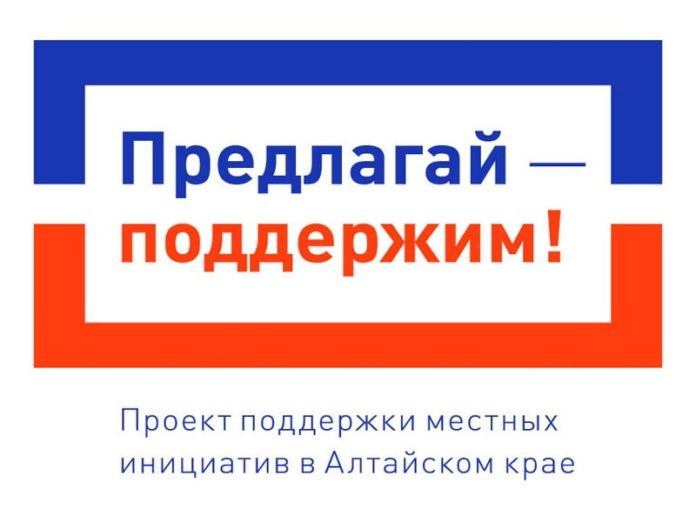 Предлагай —
поддержим!
Проект поддержки местных
инициатив в Алтайском крае